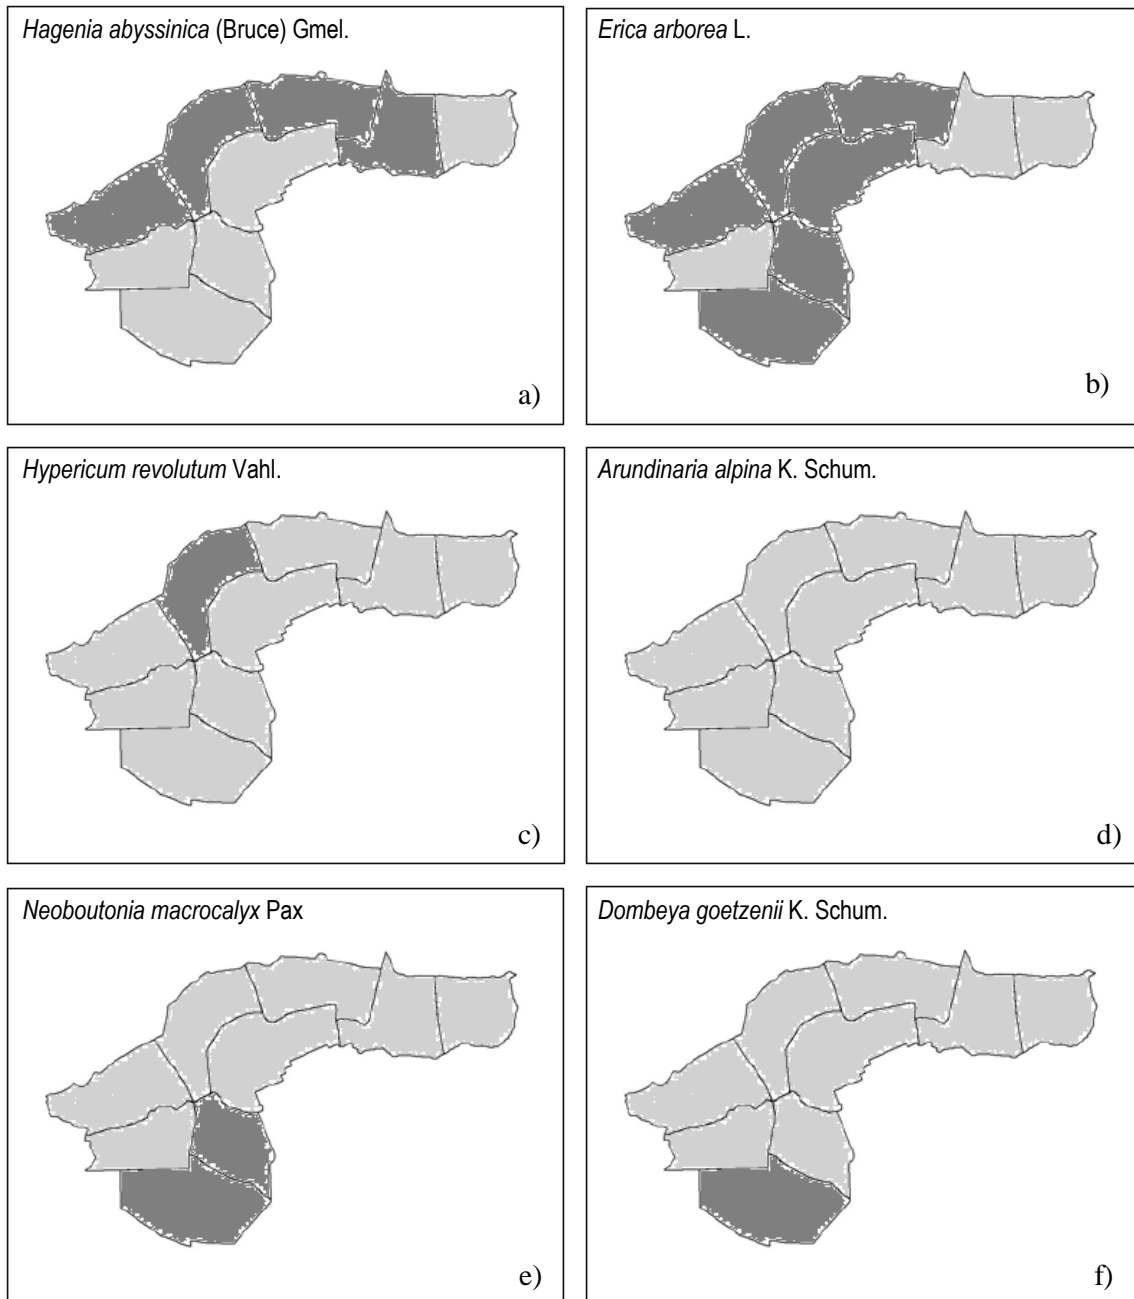 Hagenia abyssinica (Bruce) Gmel.
a)
Erica arborea L.
b)
Hypericum revolutum Vahl.
c)
Arundinaria alpina K. Schum.
d)
Neoboutonia macrocalyx Pax
e)
Dombeya goetzenii K. Schum.
f)